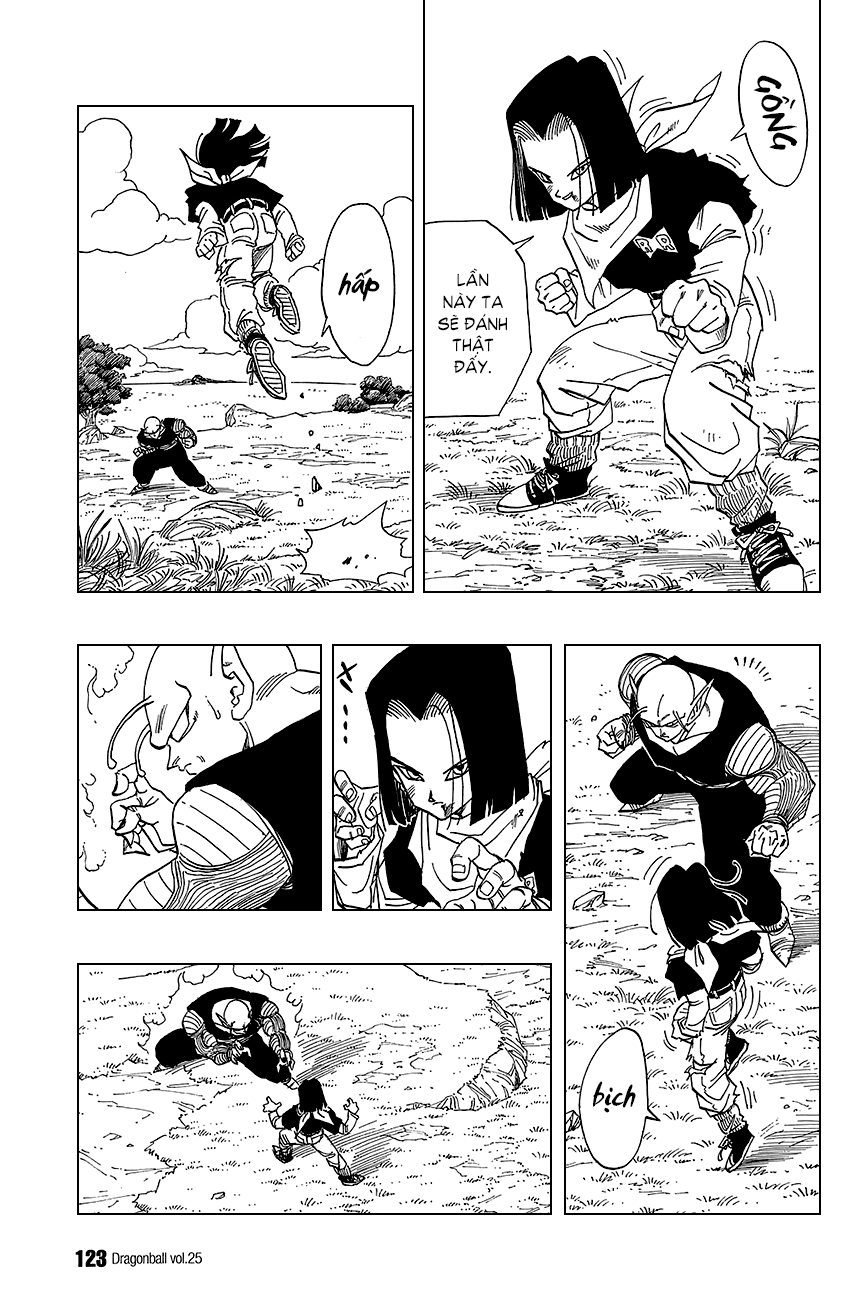 GỒNG
LẦN
NÀY TA
SẼ ĐÁNH
THẬT
ĐẤY.
hấp
bịch
123 Dragonball vol.25